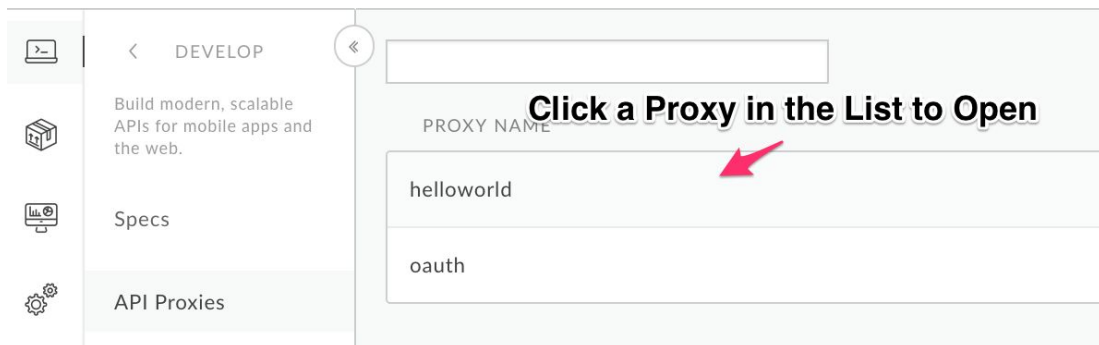 DEVELOP
Build modern, scalable
APIs for mobile apps and
the web.
Specs
API Proxies
Click a Proxy in the List to Open
PROXY NAME
helloworld
oauth